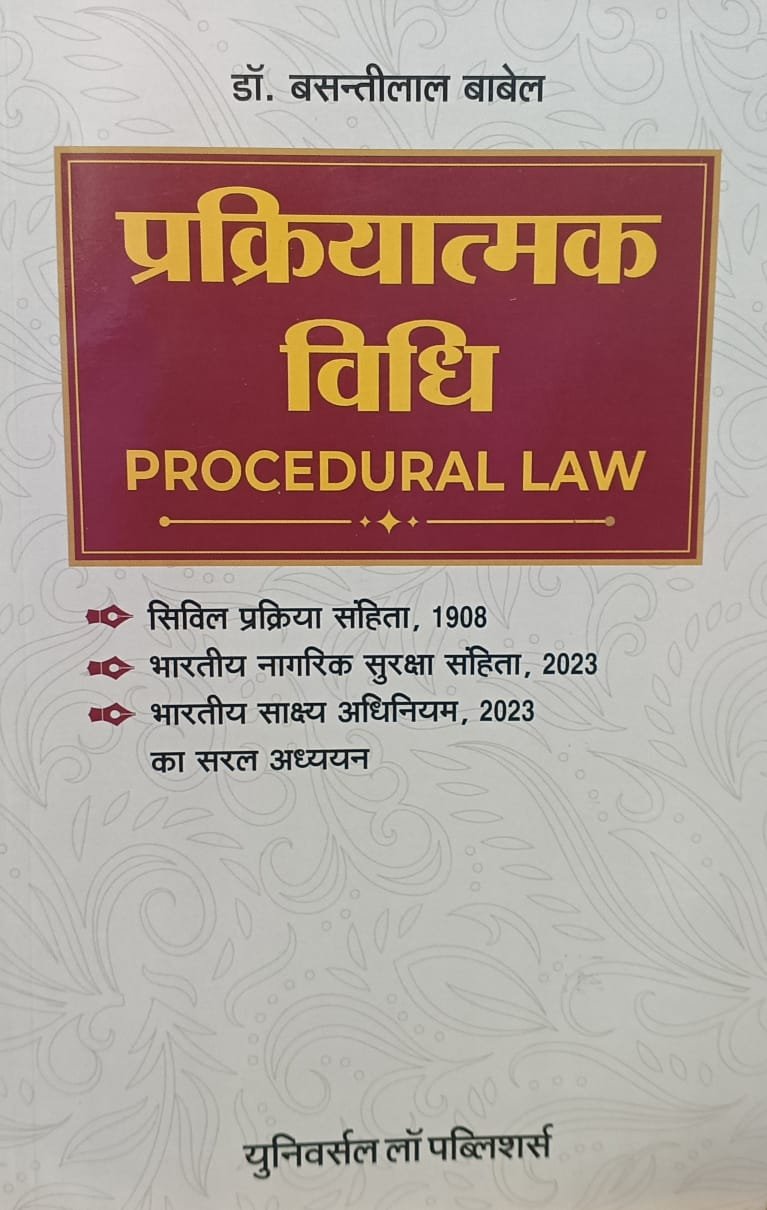 डॉ. बसन्तीलाल बाबेल
प्रक्रियात्मक
विधि
PROCEDURAL LAW
सिविल प्रक्रिया संहिता, 1908
भारतीय नागरिक सुरक्षा संहिता, 2023
भारतीय साक्ष्य अधिनियम, 2023
का सरल अध्ययन
युनिवर्सल लॉ पब्लिशर्स